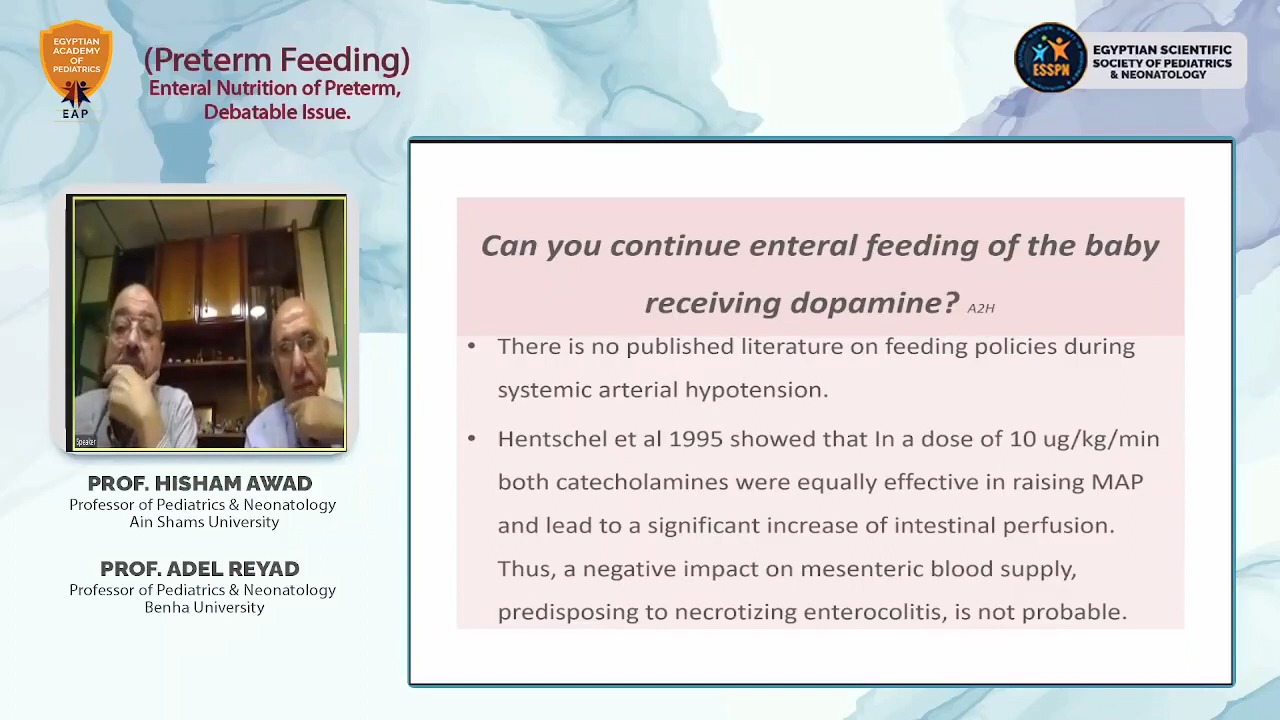 EGYPTIAN
ACADEMY
OF
PEDIATRICS
EAP
(Preterm Feeding)
Enteral Nutrition of Preterm,
Debatable Issue.
ESSPN
EGYPTIAN SCIENTIFIC
SOCIETY OF PEDIATRICS
& NEONATOLOGY
Speaker
PROF. HISHAM AWAD
Professor of Pediatrics & Neonatology
Ain Shams University
PROF. ADEL REYAD
Professor of Pediatrics & Neonatology
Benha University
Can you continue enteral feeding of the baby
receiving dopamine? A2H
• There is no published literature on feeding policies during
systemic arterial hypotension.
• Hentschel et al 1995 showed that In a dose of 10 ug/kg/min
both catecholamines were equally effective in raising MAP
and lead to a significant increase of intestinal perfusion.
Thus, a negative impact on mesenteric blood supply,
predisposing to necrotizing enterocolitis, is not probable.